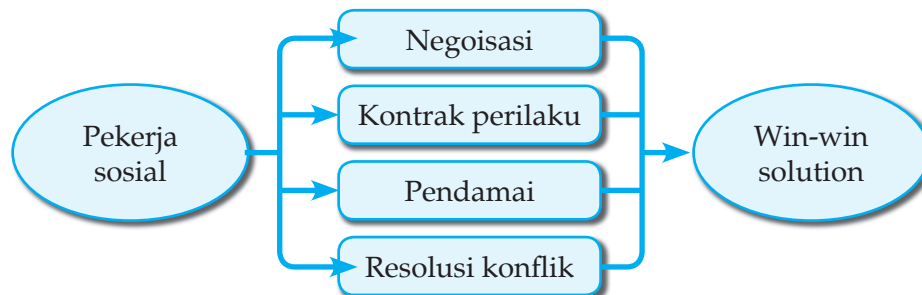 Pekerja
sosial
Negoisasi
Kontrak perilaku
Pendamai
Resolusi konflik
Win-win
solution